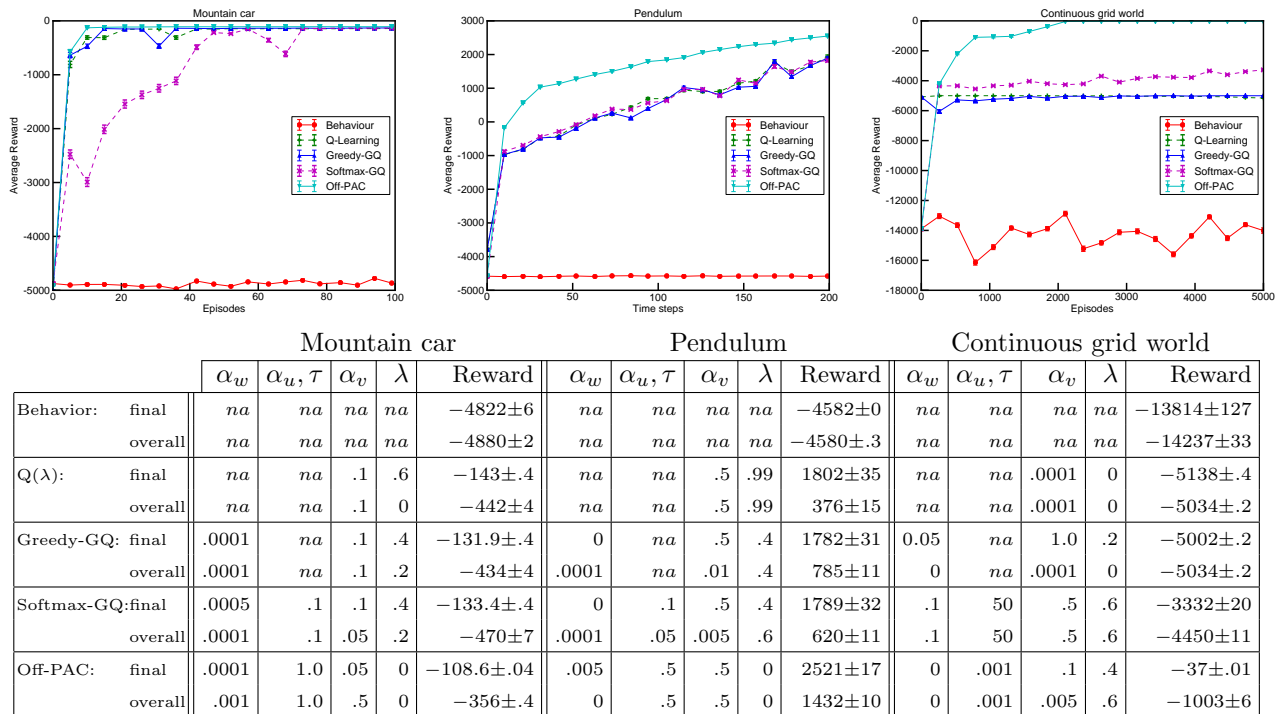 Mountain car
0
-1000
-2000
-3000
-4000
-5000
0 20 40 60 80 100
Average Reward
Episodes
Behaviour
Q-Learning
Greedy-GQ
Softmax-GQ
Off-PAC
Pendulum
3000
2000
1000
0
-1000
-2000
-3000
-4000
-5000
0 50 100 150 200
Average Reward
Time steps
Behaviour
Q-Learning
Greedy-GQ
Softmax-GQ
Off-PAC
Continuous grid world
0
-2000
-4000
-6000
-8000
-10000
-12000
-14000
-16000
-18000
0 1000 2000 3000 4000 5000
Average Reward
Episodes
Behaviour
Q-Learning
Greedy-GQ
Softmax-GQ
Off-PAC
Mountain car Pendulum Continuous grid world
α_w α_u, τ α_v λ Reward α_w α_u, τ α_v λ Reward α_w α_u, τ α_v λ Reward
Behavior: final na na na na −4822±6 na na na na −4582±0 na na na na −13814±127
overall na na na na −4880±2 na na na na −4580±.3 na na na na −14237±33
Q(λ): final na na .1 .6 −143±.4 na na .5 .99 1802±35 na na .0001 0 −5138±.4
overall na na .1 0 −442±4 na na .5 .99 376±15 na na .0001 0 −5034±.2
Greedy-GQ: final .0001 na .1 .4 −131.9±.4 0 na .5 .4 1782±31 0.05 na 1.0 .2 −5002±.2
overall .0001 na .1 .2 −434±4 .0001 na .01 .4 785±11 0 na .0001 0 −5034±.2
Softmax-GQ:final .0005 .1 .1 .4 −133.4±.4 0 .1 .5 .4 1789±32 .1 50 .5 .6 −3332±20
overall .0001 .1 .05 .2 −470±7 .0001 .05 .005 .6 620±11 .1 50 .5 .6 −4450±11
Off-PAC: final .0001 1.0 .05 0 −108.6±.04 .005 .5 .5 0 2521±17 0 .001 .1 .4 −37±.01
overall .001 1.0 .5 0 −356±.4 0 .5 .5 0 1432±10 0 .001 .005 .6 −1003±6